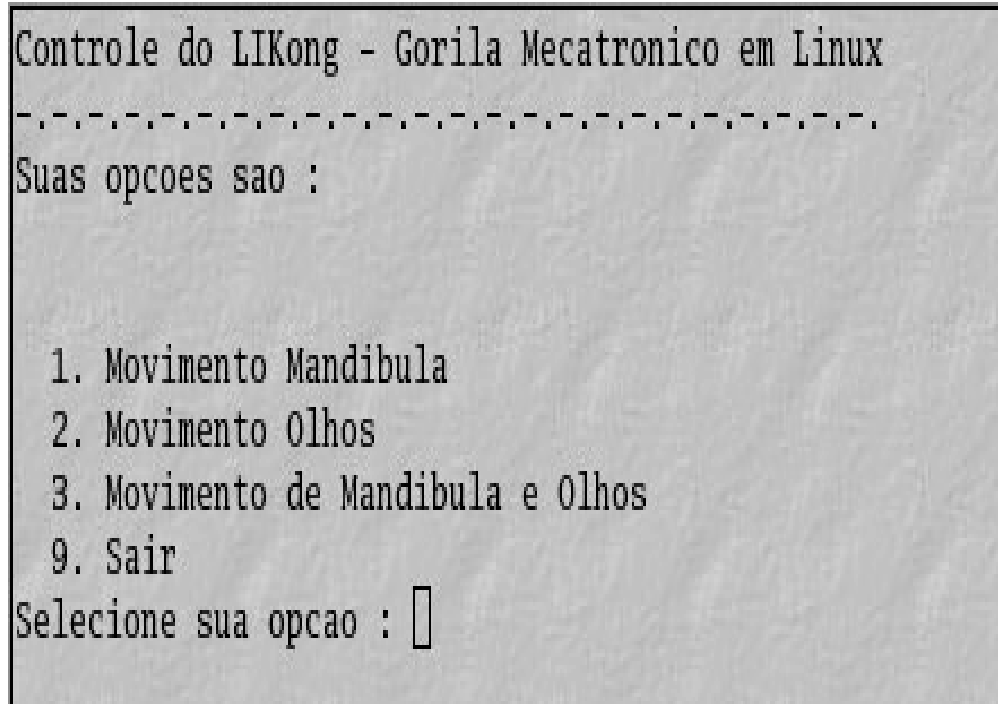 Controle do LIKong - Gorila Mecatronico em Linux
-.-.-.-.-.-.-.-.-.-.-.-.-.-.-.-.-.-.-.-.-.-.-.-.
Suas opcoes sao :
1. Movimento Mandibula
2. Movimento Olhos
3. Movimento de Mandibula e Olhos
9. Sair
Selecione sua opcao :